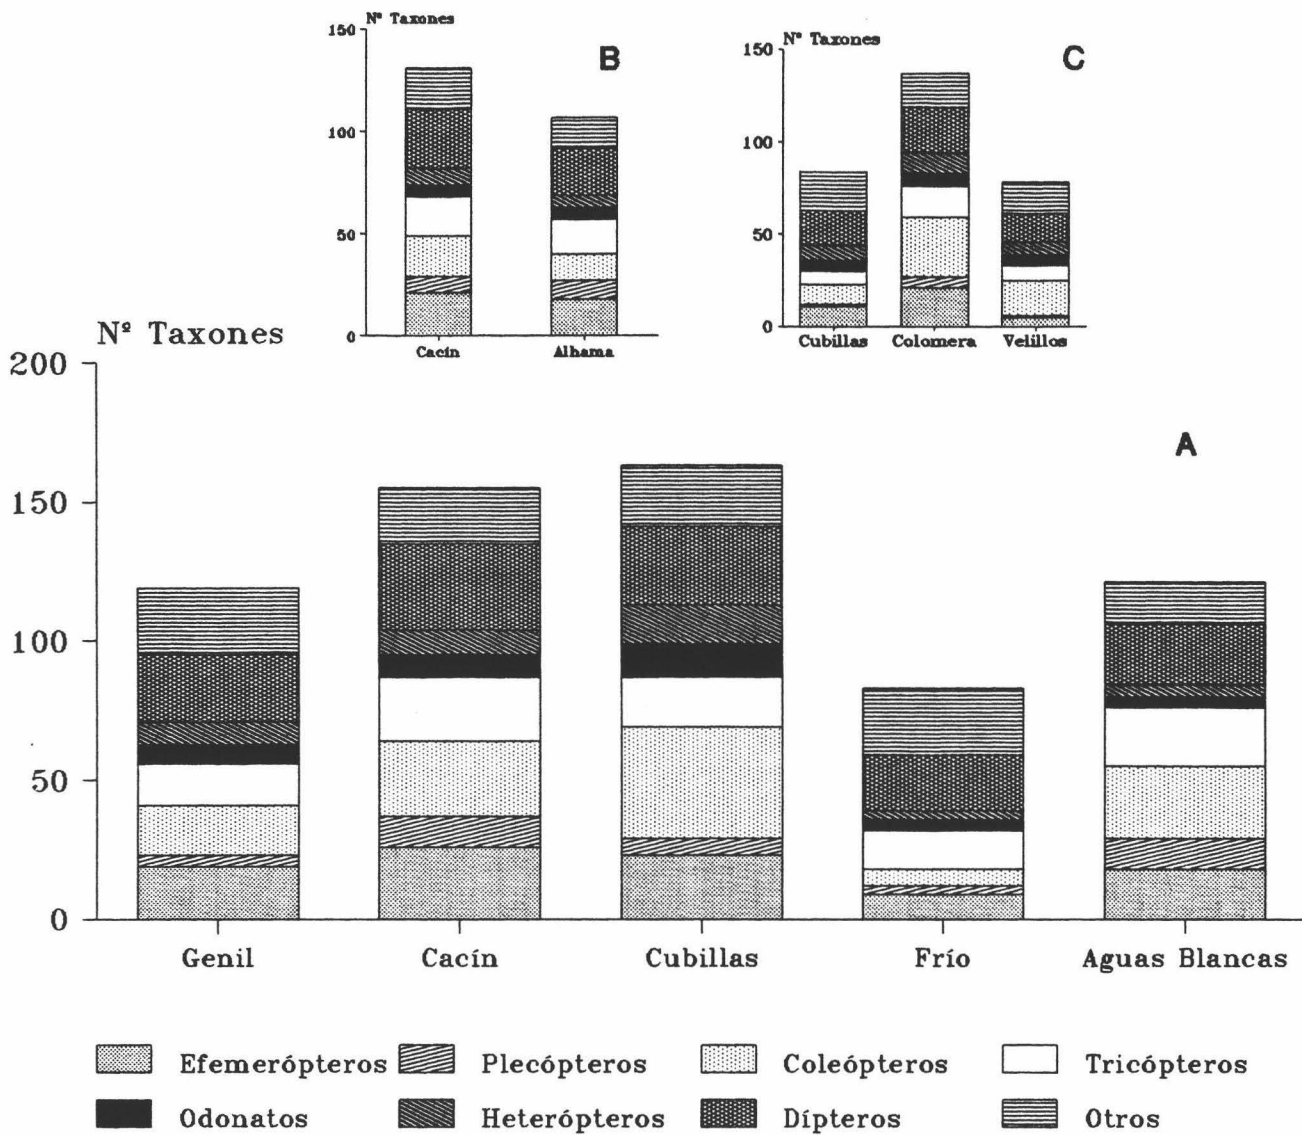 Nº Taxones
150
100
50
0
B
Cacín
Alhama
Nº Taxones
150
100
50
0
C
Cubillas Colomera Velillos
Nº Taxones
200
150
100
50
0
A
Genil Cacín Cubillas Frío Aguas Blancas
Efemerópteros Plecópteros Coleópteros Tricópteros
Odonatos Heterópteros Dípteros Otros